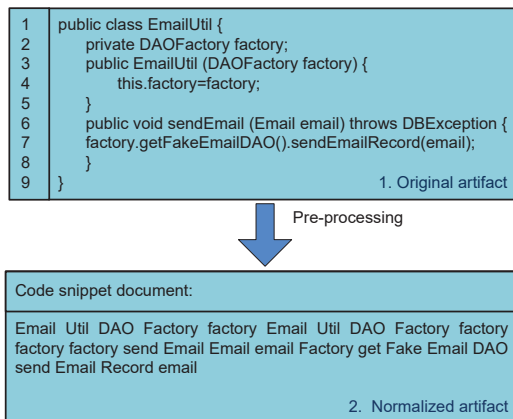 1 public class EmailUtil {
2 private DAOFactory factory;
3 public EmailUtil (DAOFactory factory) {
4 this.factory=factory;
5 }
6 public void sendEmail (Email email) throws DBException {
7 factory.getFakeEmailDAO().sendEmailRecord(email);
8 }
9 }
1. Original artifact
Pre-processing
Code snippet document:
Email Util DAO Factory factory Email Util DAO Factory factory
factory factory send Email Email email Factory get Fake Email DAO
send Email Record email
2. Normalized artifact